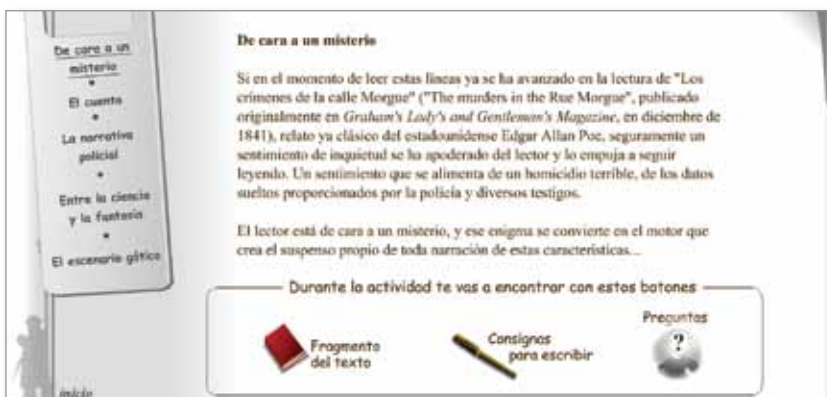 De cara a un
misterio
El cuento
La narrativa
policial
Entre la ciencia
y la fantasía
El escenario gótico
inicio
De cara a un misterio
Si en el momento de leer estas líneas ya se ha avanzado en la lectura de "Los
crímenes de la calle Morgue" ("The murders in the Rue Morgue", publicado
originalmente en Graham's Lady's and Gentlemen's Magazine, en diciembre de
1841), relato ya clásico del estadounidense Edgar Allan Poe, seguramente un
sentimiento de inquietud se ha apoderado del lector y lo empuja a seguir
leyendo. Un sentimiento que se alimenta de un homicidio terrible, de los datos
sueltos proporcionados por la policía y diversos testigos.
El lector está de cara a un misterio, y ese enigma se convierte en el motor que
crea el suspenso propio de toda narración de estas características...
Durante la actividad te vas a encontrar con estos botones
Fragmento
del texto
Consignas
para escribir
Preguntas
?